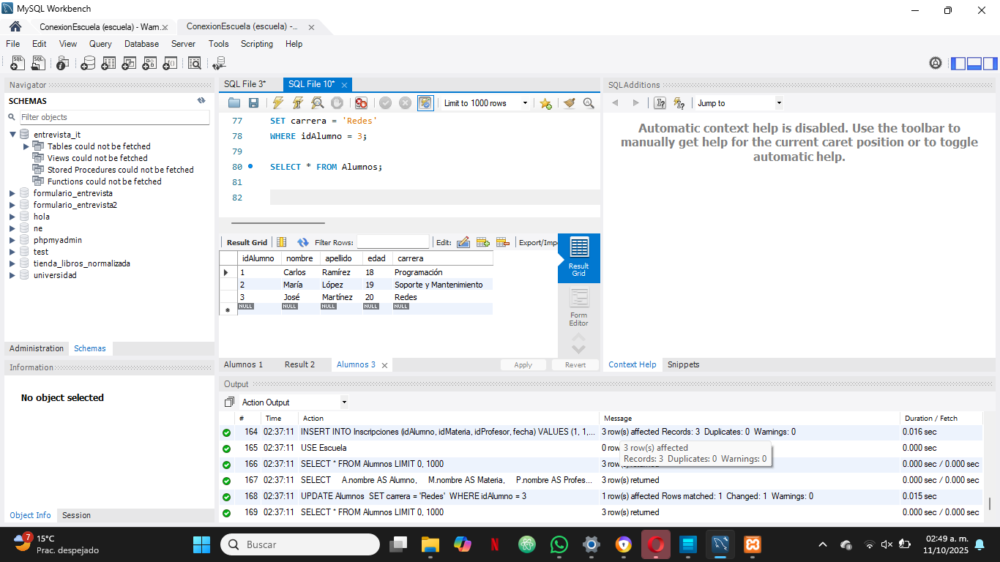 MySQL Workbench
ConexionEscuela (escuela) - Warn...
ConexionEscuela (escuela) -...
File Edit View Query Database Server Tools Scripting Help
Navigator
SCHEMAS
Filter objects
entrevista_it
Tables could not be fetched
Views could not be fetched
Stored Procedures could not be fetched
Functions could not be fetched
formulario_entrevista
formulario_entrevista2
hola
ne
phpmyadmin
test
tienda_libros_normalizada
universidad
Administration Schemas
Information
No object selected
Object Info Session
SQL File 3* SQL File 10*
Limit to 1000 rows
77 SET carrera = 'Redes'
78 WHERE idAlumno = 3;
79
80 SELECT * FROM Alumnos;
81
82
Result Grid Filter Rows: Edit: Export/Imp
idAlumno nombre apellido edad carrera
1 Carlos Ramírez 18 Programación
2 María López 19 Soporte y Mantenimiento
3 José Martínez 20 Redes
NULL NULL NULL NULL NULL
Result Grid
Form Editor
Alumnos 1 Result 2 Alumnos 3 Apply Revert
SQLAdditions
Jump to
Automatic context help is disabled. Use the toolbar to
manually get help for the current caret position or to toggle
automatic help.
Context Help Snippets
Output
Action Output
# Time Action Message Duration / Fetch
164 02:37:11 INSERT INTO Inscripciones (idAlumno, idMateria, idProfesor, fecha) VALUES (1, 1,... 3 row(s) affected Records: 3 Duplicates: 0 Warnings: 0 0.016 sec
165 02:37:11 USE Escuela 0 row 0.000 sec
3 row(s) affected
Records: 3 Duplicates: 0 Warnings: 0
166 02:37:11 SELECT * FROM Alumnos LIMIT 0, 1000 3 row(s) returned 0.000 sec / 0.000 sec
167 02:37:11 SELECT A.nombre AS Alumno, M.nombre AS Materia, P.nombre AS Profes... 3 row(s) returned 0.000 sec / 0.000 sec
168 02:37:11 UPDATE Alumnos SET carrera = 'Redes' WHERE idAlumno = 3 1 row(s) affected Rows matched: 1 Changed: 1 Warnings: 0 0.015 sec
169 02:37:11 SELECT * FROM Alumnos LIMIT 0, 1000 3 row(s) returned 0.000 sec / 0.000 sec
7
15°C
Prac. despejado
Buscar
02:49 a. m.
11/10/2025